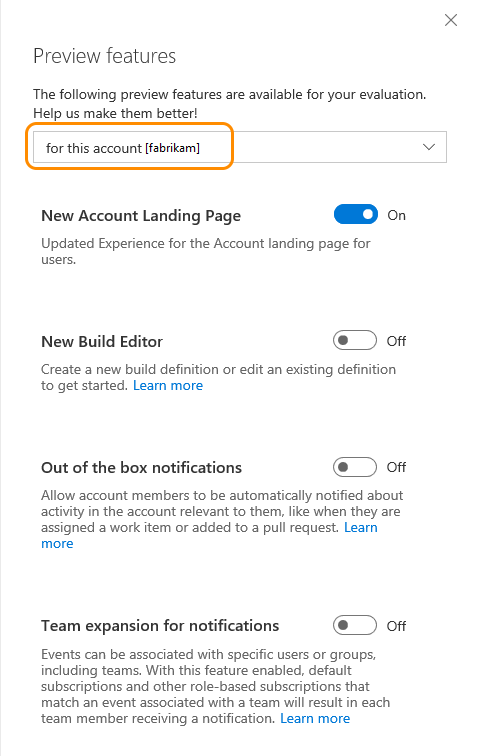 Preview features
The following preview features are available for your evaluation.
Help us make them better!
for this account [fabrikam]
New Account Landing Page On
Updated Experience for the Account landing page for
users.
New Build Editor Off
Create a new build definition or edit an existing definition
to get started. Learn more
Out of the box notifications Off
Allow account members to be automatically notified about
activity in the account relevant to them, like when they are
assigned a work item or added to a pull request. Learn
more
Team expansion for notifications Off
Events can be associated with specific users or groups,
including teams. With this feature enabled, default
subscriptions and other role-based subscriptions that
match an event associated with a team will result in each
team member receiving a notification. Learn more